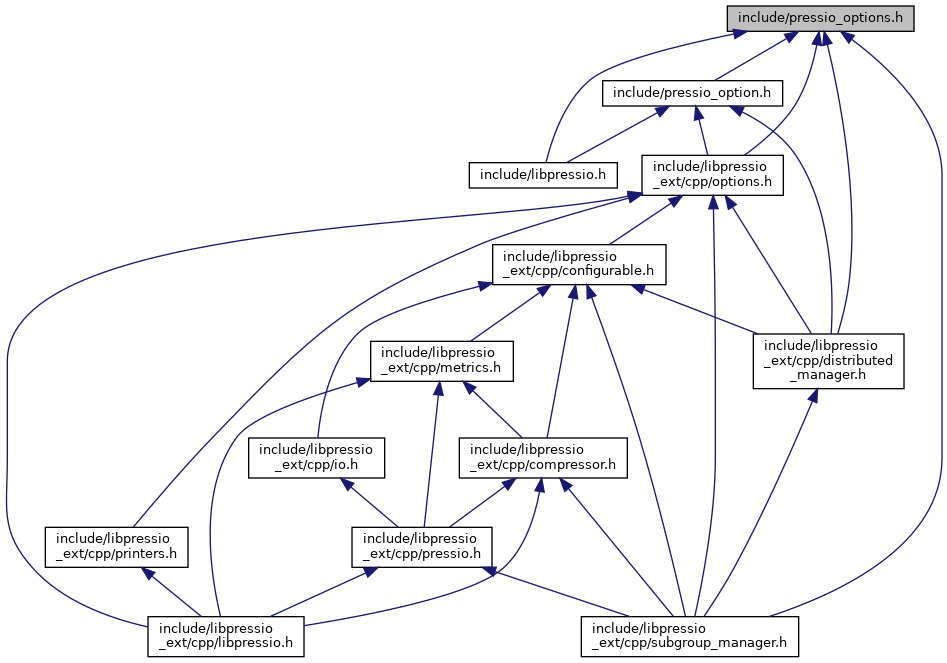 include/pressio_options.h
include/pressio_option.h
include/libpressio.h
include/libpressio
_ext/cpp/options.h
include/libpressio
_ext/cpp/configurable.h
include/libpressio
_ext/cpp/distributed
_manager.h
include/libpressio
_ext/cpp/metrics.h
include/libpressio
_ext/cpp/io.h
include/libpressio
_ext/cpp/compressor.h
include/libpressio
_ext/cpp/printers.h
include/libpressio
_ext/cpp/pressio.h
include/libpressio
_ext/cpp/libpressio.h
include/libpressio
_ext/cpp/subgroup_manager.h